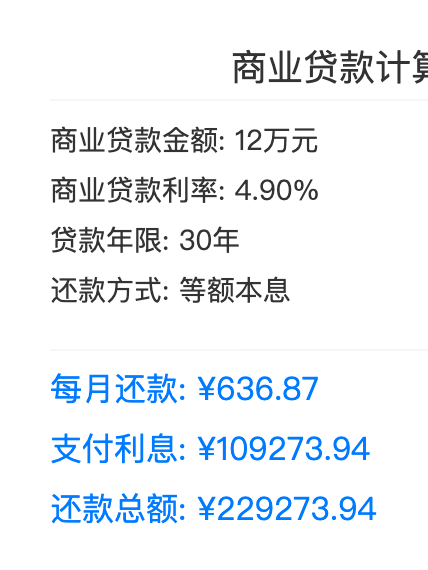 商业贷款计算
商业贷款金额: 12万元
商业贷款利率: 4.90%
贷款年限: 30年
还款方式: 等额本息
每月还款: ¥636.87
支付利息: ¥109273.94
还款总额: ¥229273.94